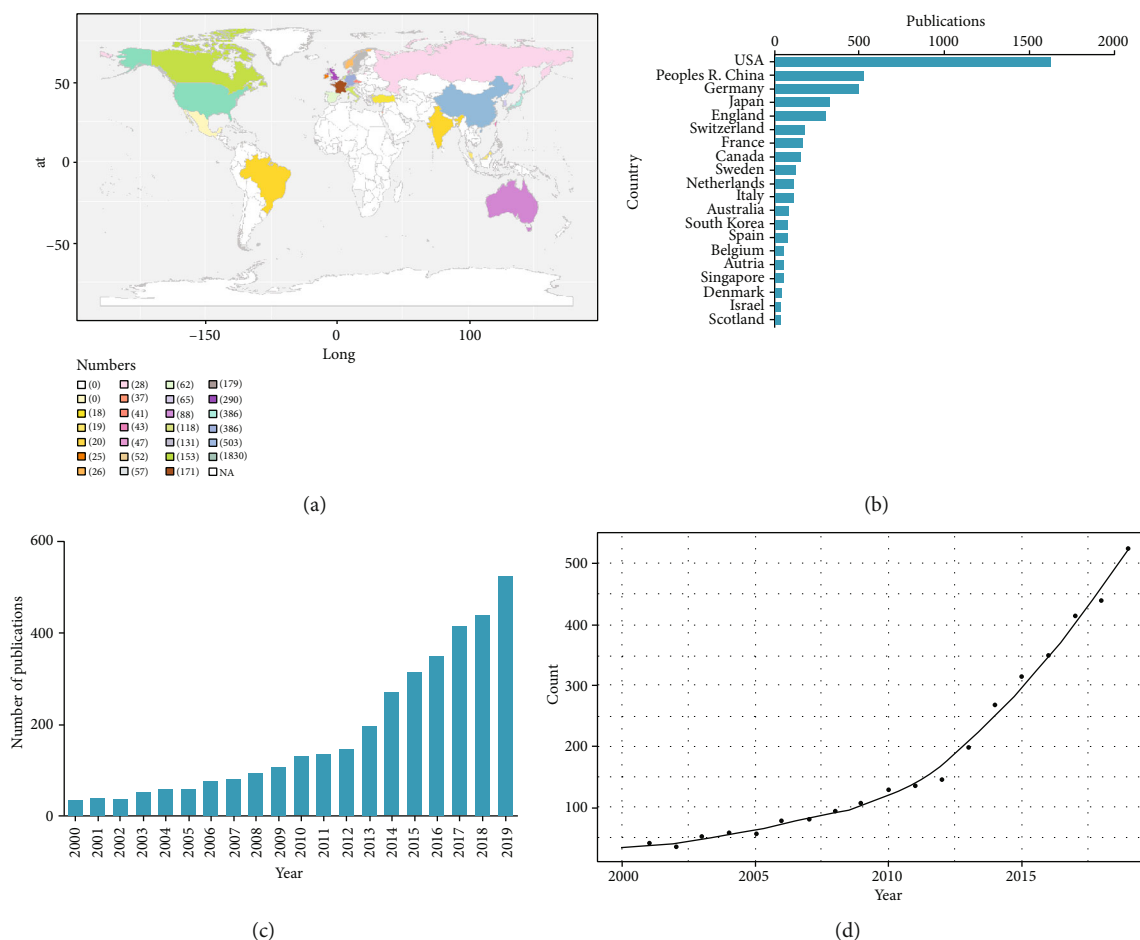 50
0
−50
at
−150
0
100
Long
Numbers
(0)
(0)
(18)
(19)
(20)
(25)
(26)
(28)
(37)
(41)
(43)
(47)
(52)
(57)
(62)
(65)
(88)
(118)
(131)
(153)
(171)
(179)
(290)
(386)
(386)
(503)
(1830)
NA
(a)
Publications
0
500
1000
1500
2000
Country
USA
Peoples R. China
Germany
Japan
England
Switzerland
France
Canada
Sweden
Netherlands
Italy
Australia
South Korea
Spain
Belgium
Autria
Singapore
Denmark
Israel
Scotland
(b)
600
400
200
0
Number of publications
2000
2001
2002
2003
2004
2005
2006
2007
2008
2009
2010
2011
2012
2013
2014
2015
2016
2017
2018
2019
Year
(c)
500
400
300
200
100
Count
2000
2005
2010
2015
Year
(d)